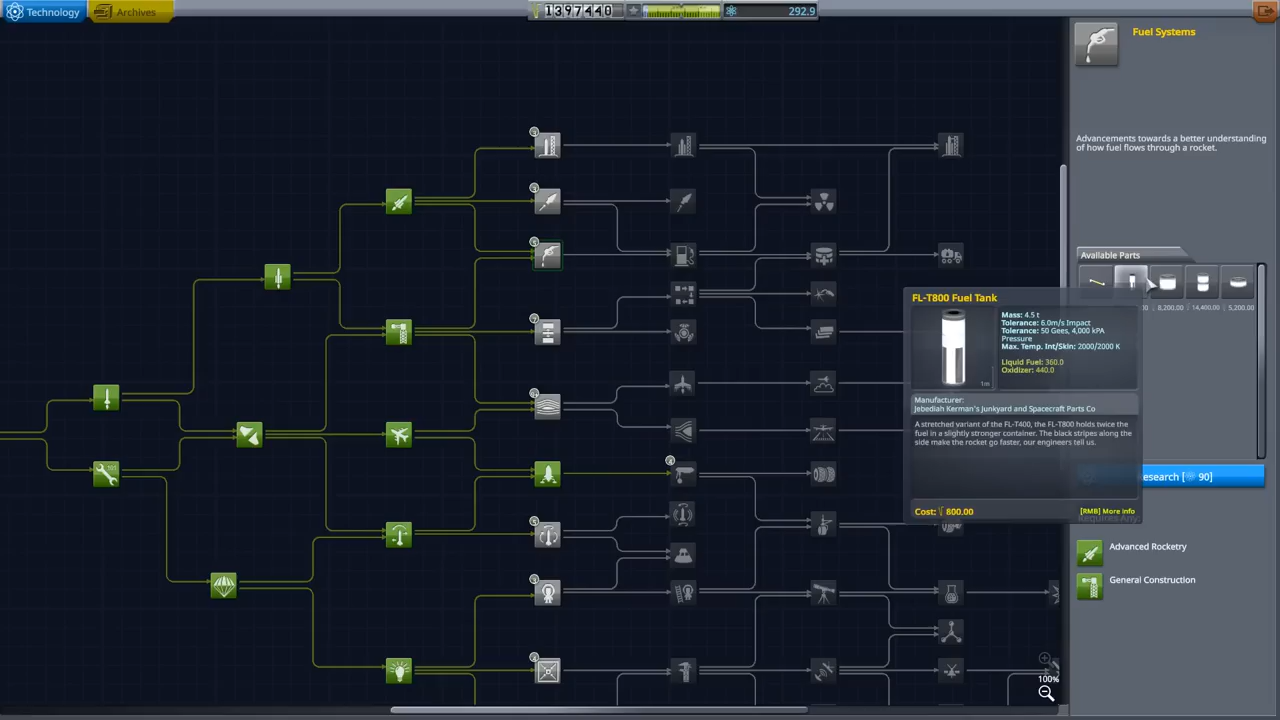 Technology
Archives
1397440
292.9
Fuel Systems
Advancements towards a better understanding
of how fuel flows through a rocket.
Available Parts
8,200.00
14,400.00
5,200.00
FL-T800 Fuel Tank
Mass: 4.5 t
Tolerance: 6.0m/s Impact
Tolerance: 50 Gees, 4,000 kPA
Pressure
Max. Temp. Int/Skin: 2000/2000 K
Liquid Fuel: 360.0
Oxidizer: 440.0
1m
Manufacturer:
Jebediah Kerman's Junkyard and Spacecraft Parts Co
A stretched variant of the FL-T400, the FL-T800 holds twice the
fuel in a slightly stronger container. The black stripes along the
side make the rocket go faster, our engineers tell us.
Cost: 800.00
[RMB] More info
esearch [90]
Requires Any:
Advanced Rocketry
General Construction
100%